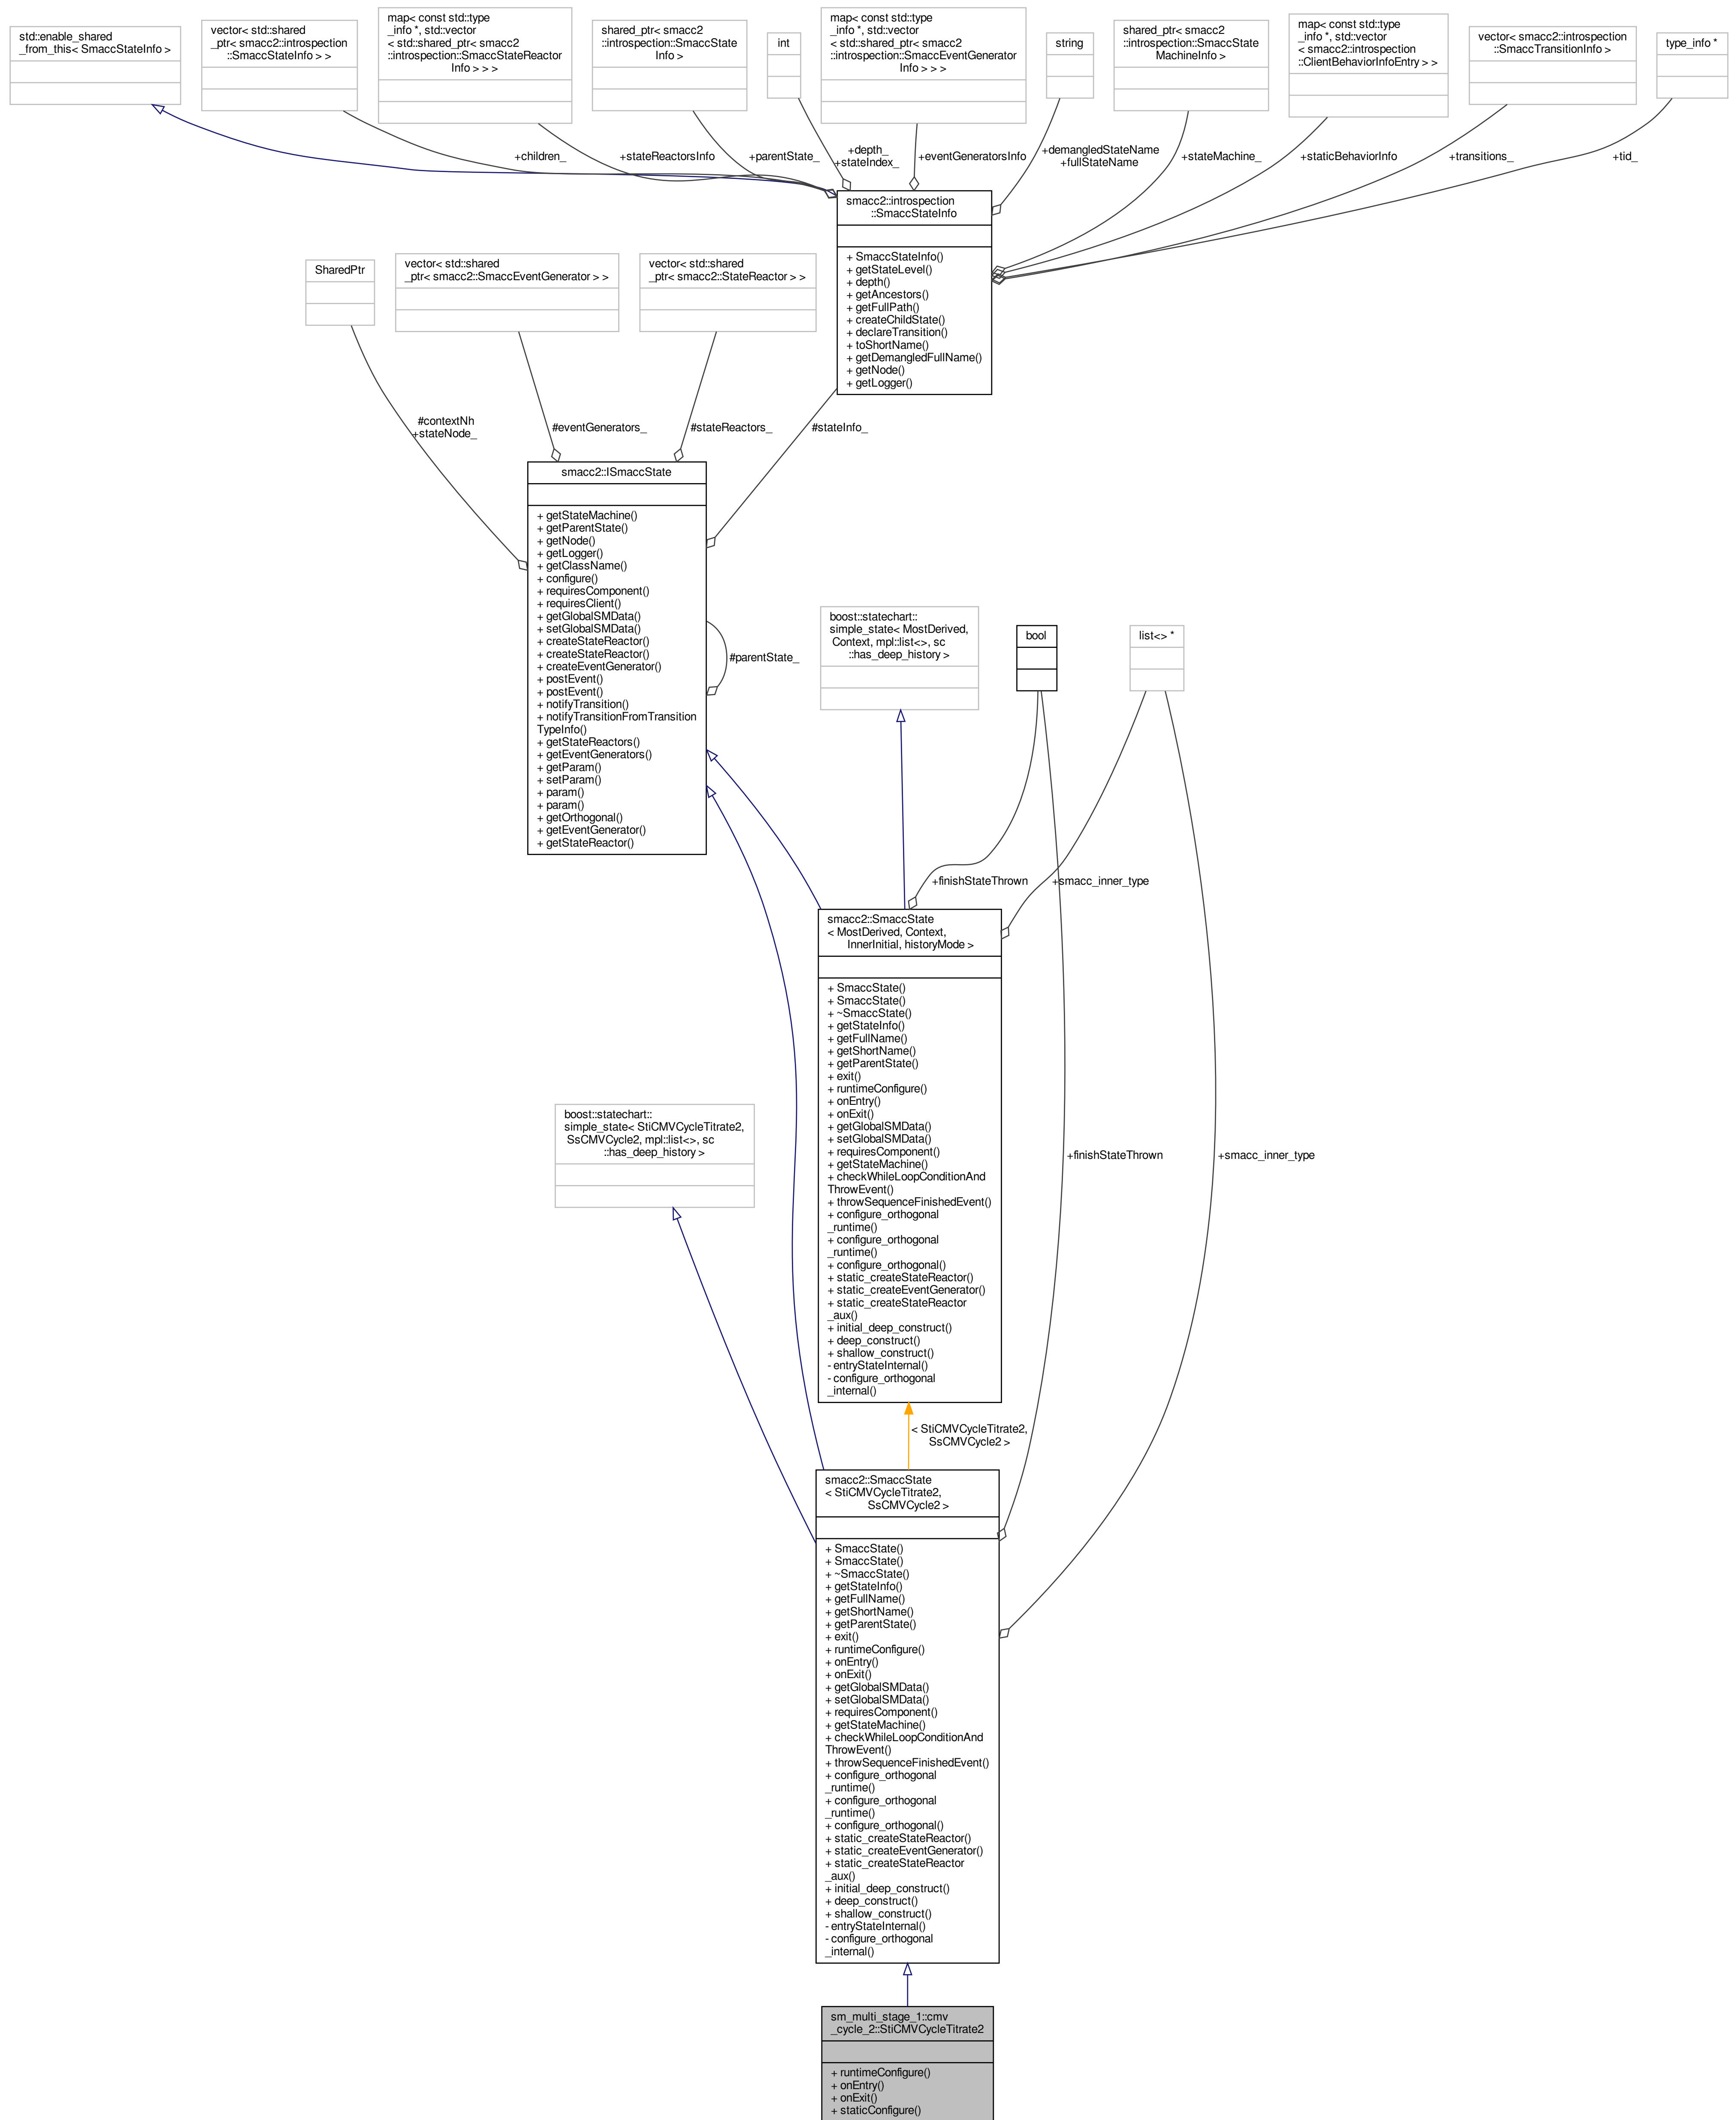 std::enable_shared
_from_this< SmaccStateInfo >
vector< std::shared
_ptr< smacc2::introspection
::SmaccStateInfo > >
map< const std::type
_info *, std::vector
< std::shared_ptr< smacc2
::introspection::SmaccStateReactor
Info > > >
shared_ptr< smacc2
::introspection::SmaccState
Info >
int
map< const std::type
_info *, std::vector
< std::shared_ptr< smacc2
::introspection::SmaccEventGenerator
Info > > >
string
shared_ptr< smacc2
::introspection::SmaccState
MachineInfo >
map< const std::type
_info *, std::vector
< smacc2::introspection
::ClientBehaviorInfoEntry > >
vector< smacc2::introspection
::SmaccTransitionInfo >
type_info *
+children_
+stateReactorsInfo
+parentState_
+depth_
+stateIndex_
+eventGeneratorsInfo
+demangledStateName
+fullStateName
+stateMachine_
+staticBehaviorInfo
+transitions_
+tid_
smacc2::introspection
::SmaccStateInfo
+ SmaccStateInfo()
+ getStateLevel()
+ depth()
+ getAncestors()
+ getFullPath()
+ createChildState()
+ declareTransition()
+ toShortName()
+ getDemangledFullName()
+ getNode()
+ getLogger()
SharedPtr
vector< std::shared
_ptr< smacc2::SmaccEventGenerator > >
vector< std::shared
_ptr< smacc2::StateReactor > >
#contextNh
+stateNode_
#eventGenerators_
#stateReactors_
#stateInfo_
smacc2::ISmaccState
+ getStateMachine()
+ getParentState()
+ getNode()
+ getLogger()
+ getClassName()
+ configure()
+ requiresComponent()
+ requiresClient()
+ getGlobalSMData()
+ setGlobalSMData()
+ createStateReactor()
+ createStateReactor()
+ createEventGenerator()
+ postEvent()
+ postEvent()
+ notifyTransition()
+ notifyTransitionFromTransition
TypeInfo()
+ getStateReactors()
+ getEventGenerators()
+ getParam()
+ setParam()
+ param()
+ param()
+ getOrthogonal()
+ getEventGenerator()
+ getStateReactor()
#parentState_
boost::statechart::
simple_state< MostDerived,
Context, mpl::list<>, sc
::has_deep_history >
bool
list<> *
+finishStateThrown
+smacc_inner_type
smacc2::SmaccState
< MostDerived, Context,
InnerInitial, historyMode >
+ SmaccState()
+ SmaccState()
+ ~SmaccState()
+ getStateInfo()
+ getFullName()
+ getShortName()
+ getParentState()
+ exit()
+ runtimeConfigure()
+ onEntry()
+ onExit()
+ getGlobalSMData()
+ setGlobalSMData()
+ requiresComponent()
+ getStateMachine()
+ checkWhileLoopConditionAnd
ThrowEvent()
+ throwSequenceFinishedEvent()
+ configure_orthogonal
_runtime()
+ configure_orthogonal
_runtime()
+ configure_orthogonal()
+ static_createStateReactor()
+ static_createEventGenerator()
+ static_createStateReactor
_aux()
+ initial_deep_construct()
+ deep_construct()
+ shallow_construct()
- entryStateInternal()
- configure_orthogonal
_internal()
boost::statechart::
simple_state< StiCMVCycleTitrate2,
SsCMVCycle2, mpl::list<>, sc
::has_deep_history >
+finishStateThrown
+smacc_inner_type
< StiCMVCycleTitrate2,
SsCMVCycle2 >
smacc2::SmaccState
< StiCMVCycleTitrate2,
SsCMVCycle2 >
+ SmaccState()
+ SmaccState()
+ ~SmaccState()
+ getStateInfo()
+ getFullName()
+ getShortName()
+ getParentState()
+ exit()
+ runtimeConfigure()
+ onEntry()
+ onExit()
+ getGlobalSMData()
+ setGlobalSMData()
+ requiresComponent()
+ getStateMachine()
+ checkWhileLoopConditionAnd
ThrowEvent()
+ throwSequenceFinishedEvent()
+ configure_orthogonal
_runtime()
+ configure_orthogonal
_runtime()
+ configure_orthogonal()
+ static_createStateReactor()
+ static_createEventGenerator()
+ static_createStateReactor
_aux()
+ initial_deep_construct()
+ deep_construct()
+ shallow_construct()
- entryStateInternal()
- configure_orthogonal
_internal()
sm_multi_stage_1::cmv
_cycle_2::StiCMVCycleTitrate2
+ runtimeConfigure()
+ onEntry()
+ onExit()
+ staticConfigure()